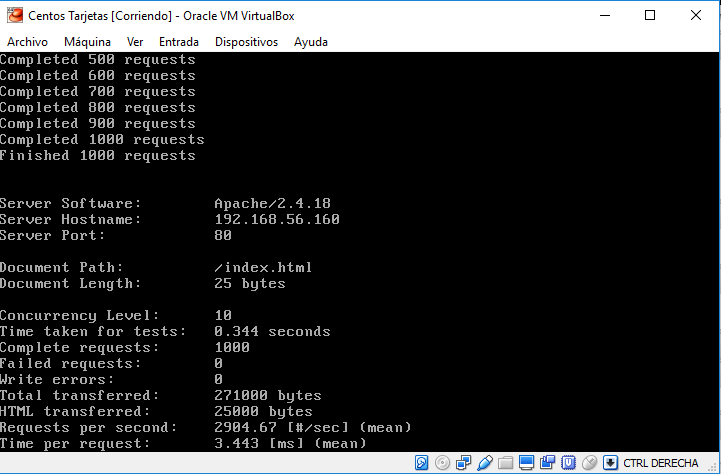 Centos Tarjetas [Corriendo] - Oracle VM VirtualBox
Archivo Máquina Ver Entrada Dispositivos Ayuda
Completed 500 requests
Completed 600 requests
Completed 700 requests
Completed 800 requests
Completed 900 requests
Completed 1000 requests
Finished 1000 requests
Server Software: Apache/2.4.18
Server Hostname: 192.168.56.160
Server Port: 80
Document Path: /index.html
Document Length: 25 bytes
Concurrency Level: 10
Time taken for tests: 0.344 seconds
Complete requests: 1000
Failed requests: 0
Write errors: 0
Total transferred: 271000 bytes
HTML transferred: 25000 bytes
Requests per second: 2904.67 [#/sec] (mean)
Time per request: 3.443 [ms] (mean)
CTRL DERECHA